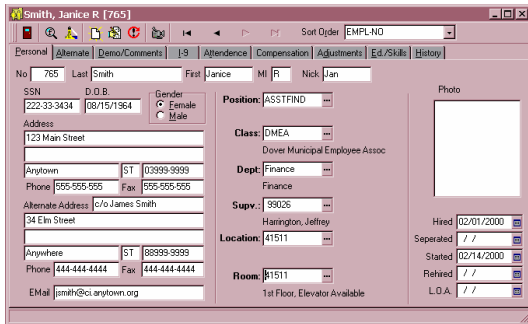 Smith, Janice R [765]
Sort Order EMPL-NO
Personal Alternate Demo/Comments I-9 Attendence Compensation Adjustments Ed./Skills History
No 765 Last Smith First Janice MI R Nick Jan
SSN D.O.B. Gender
222-33-3434 08/15/1964 Female
Male
Address
123 Main Street
Anytown ST 03999-9999
Phone 555-555-555 Fax 555-555-555
Alternate Address c/o James Smith
34 Elm Street
Anywhere ST 88999-9999
Phone 444-444-4444 Fax 444-444-4444
EMail jsmith@ci.anytown.org
Position: ASSTFIND ...
Class: DMEA ...
Dover Municipal Employee Assoc
Dept: Finance ...
Finance
Supv.: 99026 ...
Harrington, Jeffrey
Location: 41511 ...
Room: 41511 ...
1st Floor, Elevator Available
Photo
Hired 02/01/2000
Seperated / /
Started 02/14/2000
Rehired / /
L.O.A. / /